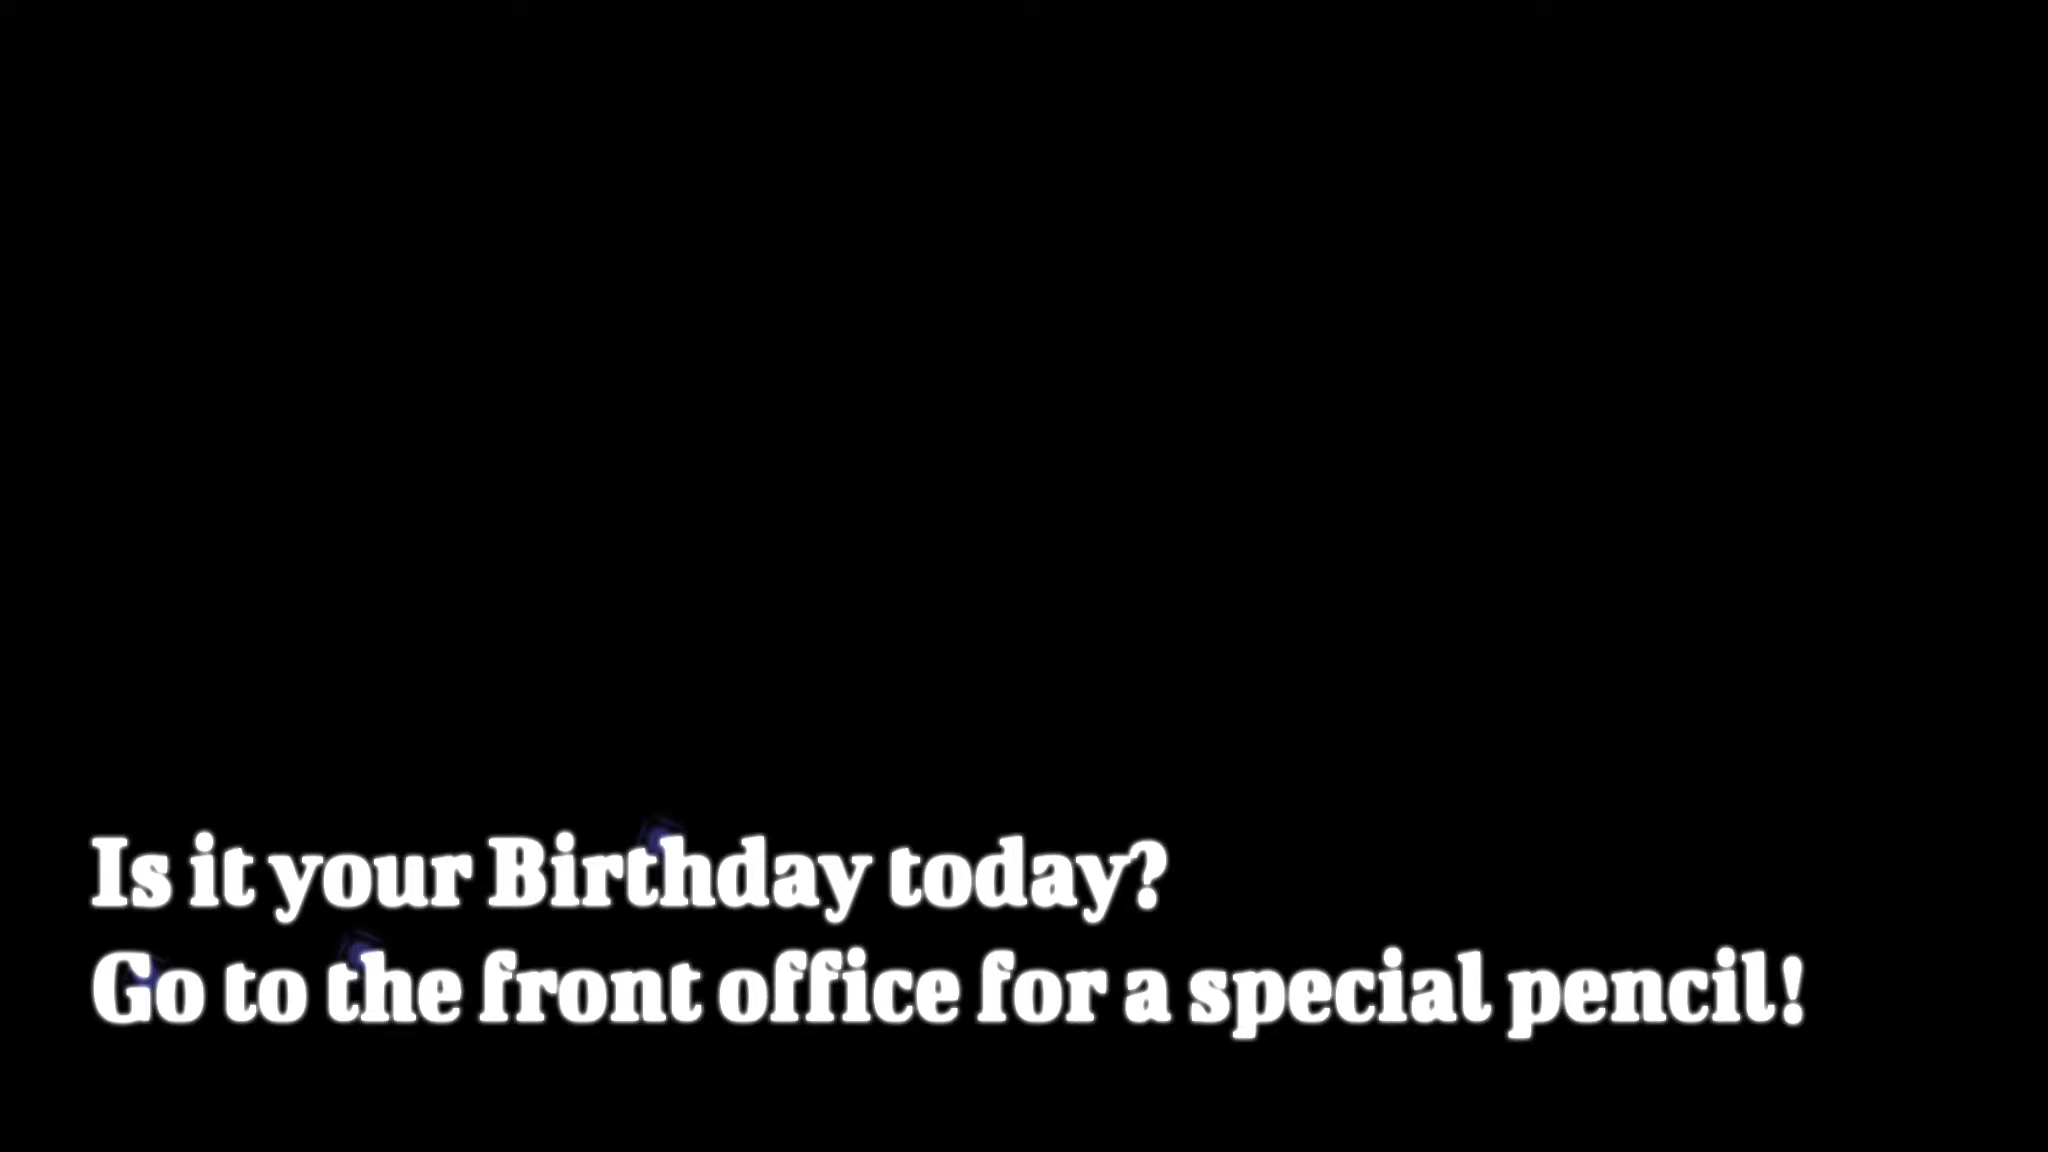 Is it your Birthday today?
Go to the front office for a special pencil!